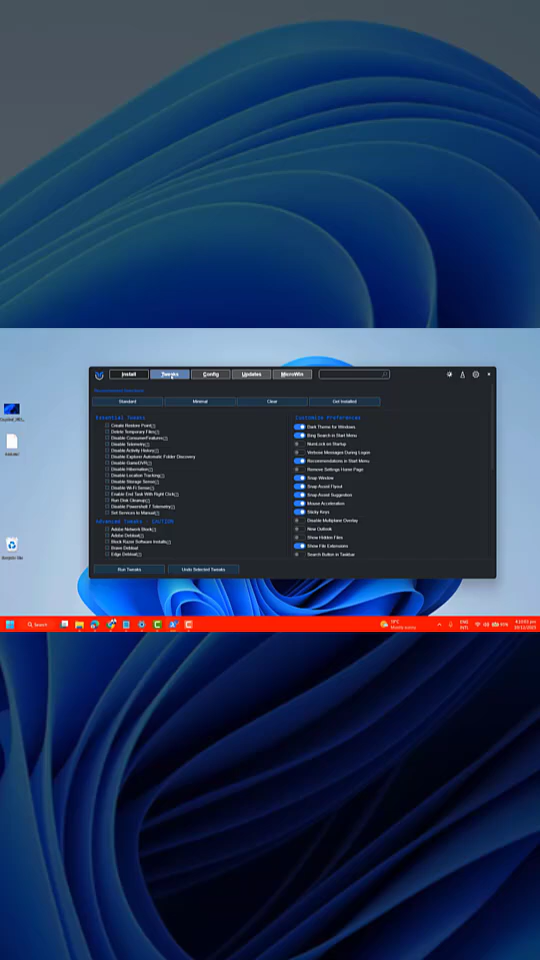 Install
Tweaks
Config
Updates
MicroWin
Standard
Minimal
Clear
Get Installed
Essential Tweaks
Create Restore Point
Delete Temporary Files
Disable ConsumerFeatures
Disable Telemetry
Disable Activity History
Disable Explorer Automatic Folder Discovery
Disable GameDVR
Disable Hibernation
Disable Location Tracking
Disable Storage Sense
Disable Wi-Fi Sense
Enable End Task With Right Click
Run Disk Cleanup
Disable Powershell 7 Telemetry
Set Services to Manual
Advanced Tweaks - CAUTION
Adobe Network Block
Adobe Debloat
Block Razer Software Installs
Brave Debloat
Edge Debloat
Customize Preferences
Dark Theme for Windows
Bing Search in Start Menu
NumLock on Startup
Verbose Messages During Logon
Recommendations in Start Menu
Remove Settings Home Page
Snap Window
Snap Assist Flyout
Snap Assist Suggestion
Mouse Acceleration
Sticky Keys
Disable Multiplane Overlay
New Outlook
Show Hidden Files
Show File Extensions
Search Button in Taskbar
Run Tweaks
Undo Selected Tweaks
Recycle Bin
Search
Mostly sunny
ENG
INTL